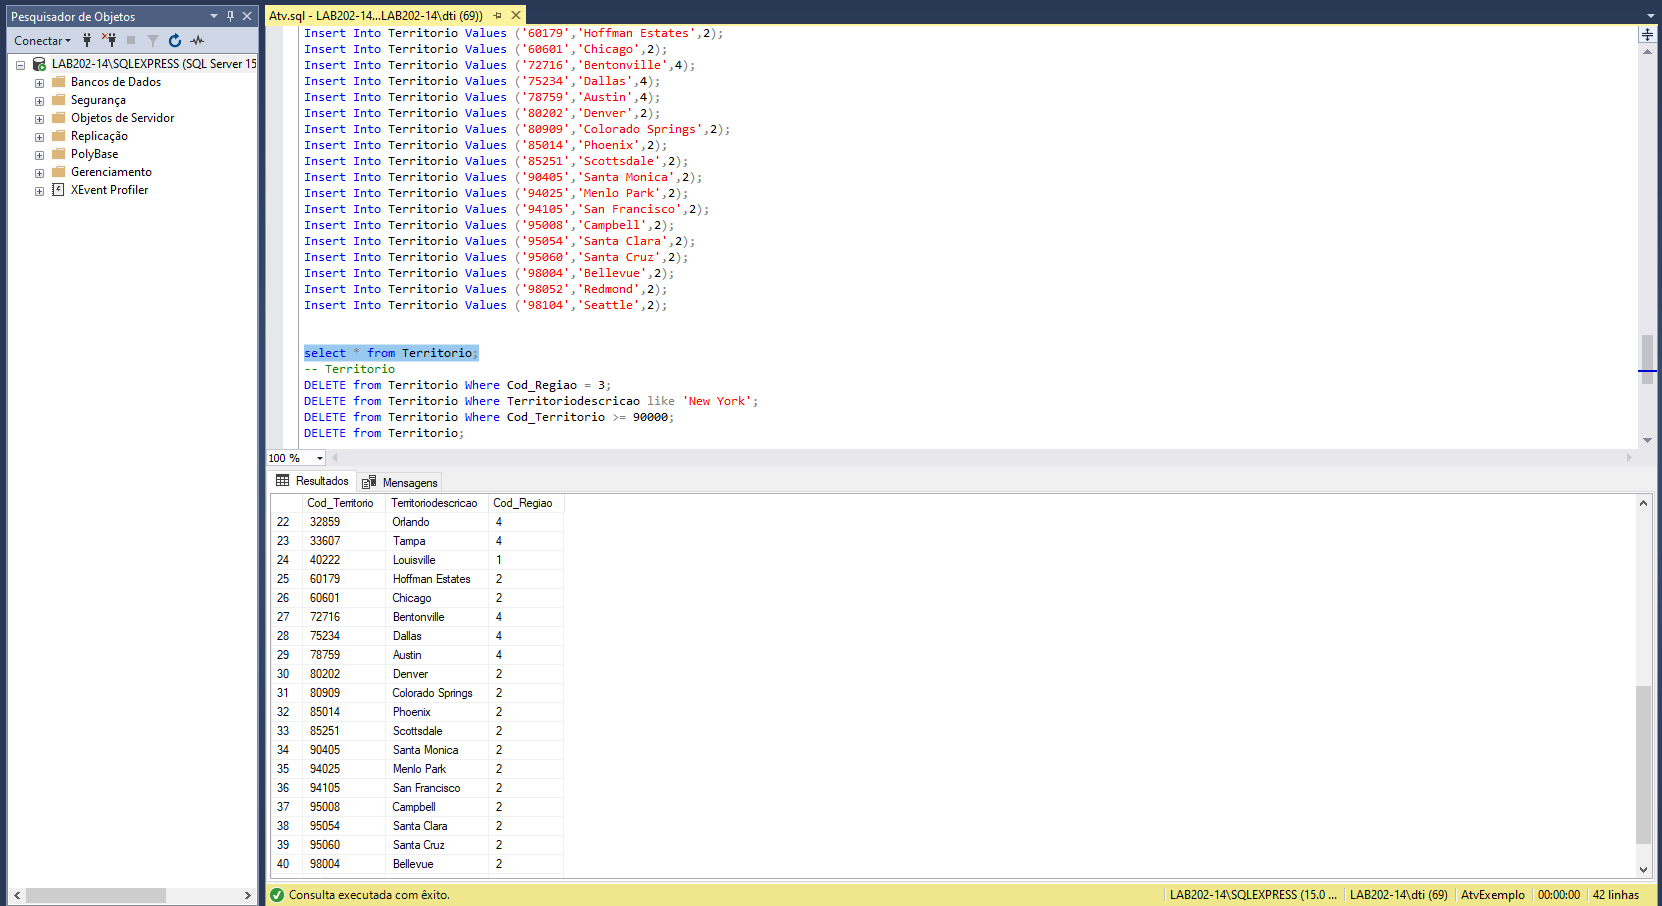 Pesquisador de Objetos
Conectar
LAB202-14\SQLEXPRESS (SQL Server 15
Bancos de Dados
Segurança
Objetos de Servidor
Replicação
PolyBase
Gerenciamento
XEvent Profiler
Atv.sql - LAB202-14...LAB202-14\dti (69))
Insert Into Territorio Values ('60179','Hoffman Estates',2);
Insert Into Territorio Values ('60601','Chicago',2);
Insert Into Territorio Values ('72716','Bentonville',4);
Insert Into Territorio Values ('75234','Dallas',4);
Insert Into Territorio Values ('78759','Austin',4);
Insert Into Territorio Values ('80202','Denver',2);
Insert Into Territorio Values ('80909','Colorado Springs',2);
Insert Into Territorio Values ('85014','Phoenix',2);
Insert Into Territorio Values ('85251','Scottsdale',2);
Insert Into Territorio Values ('90405','Santa Monica',2);
Insert Into Territorio Values ('94025','Menlo Park',2);
Insert Into Territorio Values ('94105','San Francisco',2);
Insert Into Territorio Values ('95008','Campbell',2);
Insert Into Territorio Values ('95054','Santa Clara',2);
Insert Into Territorio Values ('95060','Santa Cruz',2);
Insert Into Territorio Values ('98004','Bellevue',2);
Insert Into Territorio Values ('98052','Redmond',2);
Insert Into Territorio Values ('98104','Seattle',2);
select * from Territorio;
-- Territorio
DELETE from Territorio Where Cod_Regiao = 3;
DELETE from Territorio Where Territoriodescricao like 'New York';
DELETE from Territorio Where Cod_Territorio >= 90000;
DELETE from Territorio;
100 %
Resultados Mensagens
Cod_Territorio Territoriodescricao Cod_Regiao
22 32859 Orlando 4
23 33607 Tampa 4
24 40222 Louisville 1
25 60179 Hoffman Estates 2
26 60601 Chicago 2
27 72716 Bentonville 4
28 75234 Dallas 4
29 78759 Austin 4
30 80202 Denver 2
31 80909 Colorado Springs 2
32 85014 Phoenix 2
33 85251 Scottsdale 2
34 90405 Santa Monica 2
35 94025 Menlo Park 2
36 94105 San Francisco 2
37 95008 Campbell 2
38 95054 Santa Clara 2
39 95060 Santa Cruz 2
40 98004 Bellevue 2
Consulta executada com êxito. LAB202-14\SQLEXPRESS (15.0 ... LAB202-14\dti (69) AtvExemplo 00:00:00 42 linhas